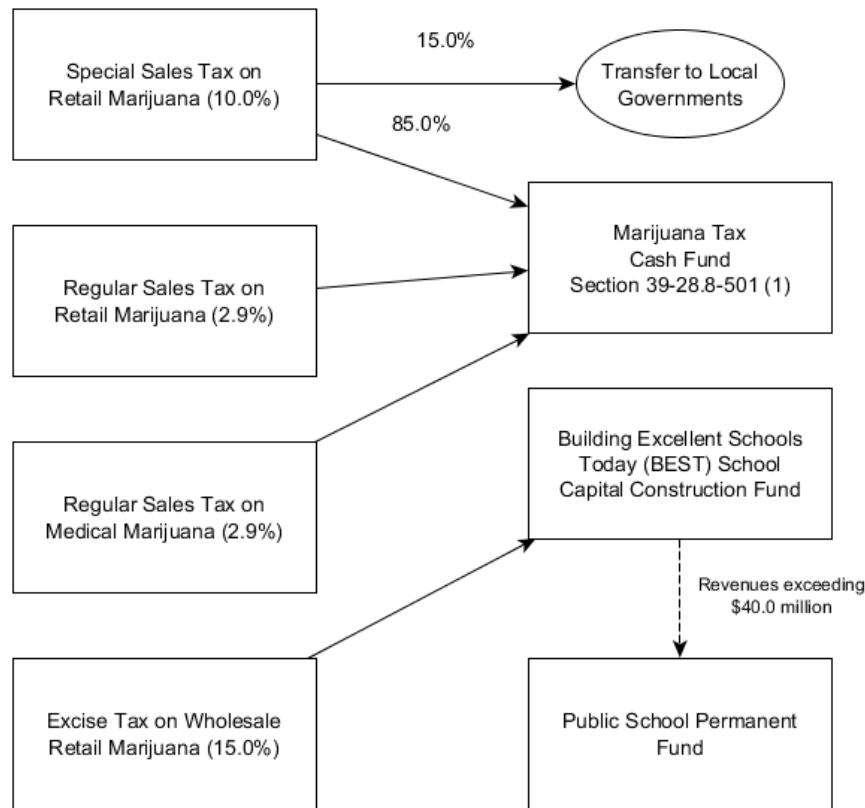 Special Sales Tax on
Retail Marijuana (10.0%)
15.0%
Transfer to Local
Governments
85.0%
Marijuana Tax
Cash Fund
Section 39-28.8-501 (1)
Regular Sales Tax on
Retail Marijuana (2.9%)
Building Excellent Schools
Today (BEST) School
Capital Construction Fund
Regular Sales Tax on
Medical Marijuana (2.9%)
Revenues exceeding
$40.0 million
Excise Tax on Wholesale
Retail Marijuana (15.0%)
Public School Permanent
Fund